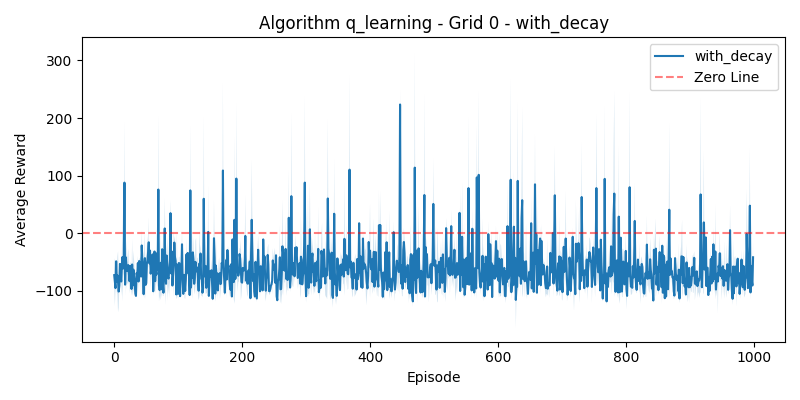 Algorithm q_learning - Grid 0 - with_decay
with_decay
Zero Line
Average Reward
300
200
100
0
−100
0 200 400 600 800 1000
Episode